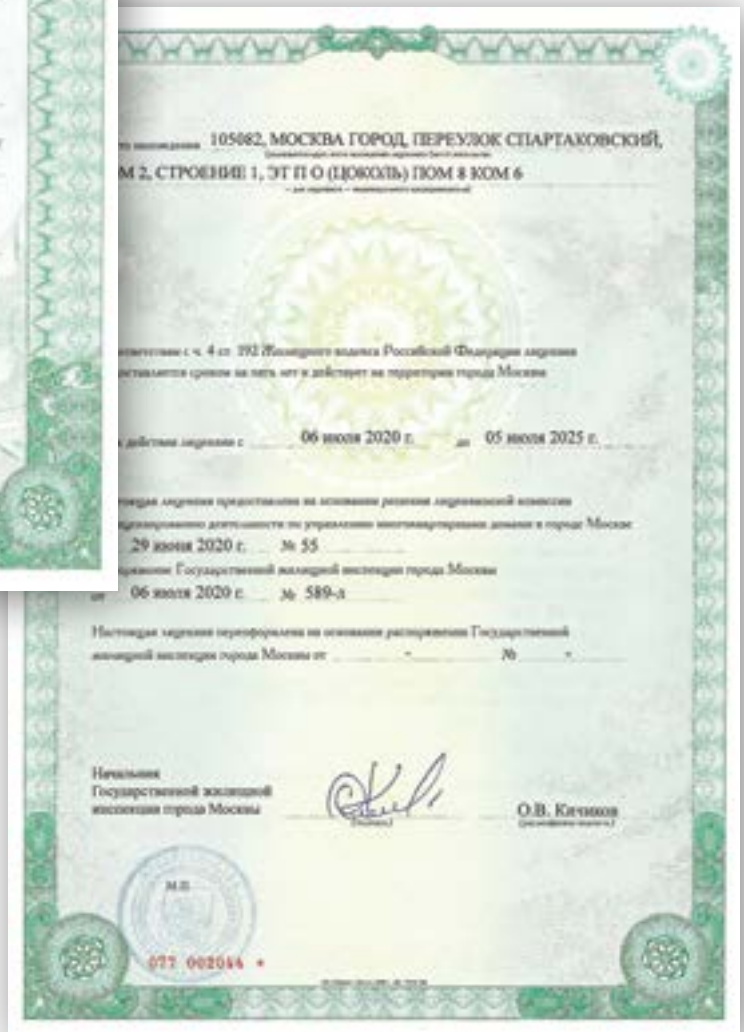 105082, МОСКВА ГОРОД, ПЕРЕУЛОК СПАРТАКОВСКИЙ,
М 2, СТРОЕНИЕ 1, ЭТ П О (ЦОКОЛЬ) ПОМ 8 КОМ 6
с ч. 4 ст. 192 Жилищного кодекса Российской Федерации лицензия
сроком на пять лет и действует на территории города Москвы
действия лицензии с 06 июля 2020 г. до 05 июля 2025 г.
лицензия предоставлена на основании решения лицензионной комиссии
деятельности по управлению многоквартирными домами в городе Москве
29 июня 2020 г. № 55
Государственной жилищной инспекции города Москвы
от 06 июля 2020 г. № 589-л
Настоящая лицензия переоформлена на основании распоряжения Государственной
жилищной инспекции города Москвы от - № -
Начальник
Государственной жилищной
инспекции города Москвы
(подпись)
О.В. Кичиков
М.П.
077 002044 *